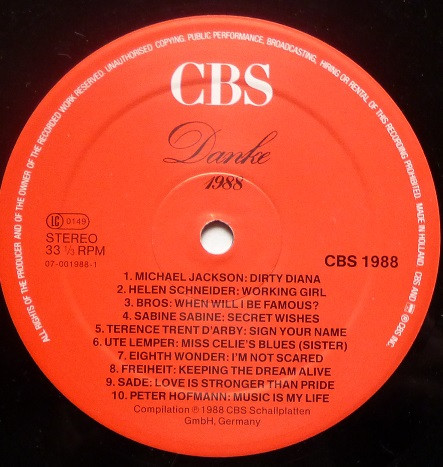 ALL RIGHTS OF THE PRODUCER AND OF THE OWNER OF THE RECORDED WORK RESERVED. UNAUTHORISED COPYING, PUBLIC PERFORMANCE, BROADCASTING, HIRING OR RENTAL OF THIS RECORDING PROHIBITED. MADE IN HOLLAND. CBS AND ARE ® CBS INC.
CBS
Danke
1988
LC 0149
STEREO
33 ⅓ RPM
07-001988-1
CBS 1988
1. MICHAEL JACKSON: DIRTY DIANA
2. HELEN SCHNEIDER: WORKING GIRL
3. BROS: WHEN WILL I BE FAMOUS?
4. SABINE SABINE: SECRET WISHES
5. TERENCE TRENT D'ARBY: SIGN YOUR NAME
6. UTE LEMPER: MISS CELIE'S BLUES (SISTER)
7. EIGHTH WONDER: I'M NOT SCARED
8. FREIHEIT: KEEPING THE DREAM ALIVE
9. SADE: LOVE IS STRONGER THAN PRIDE
10. PETER HOFMANN: MUSIC IS MY LIFE
Compilation ℗ 1988 CBS Schallplatten
GmbH, Germany